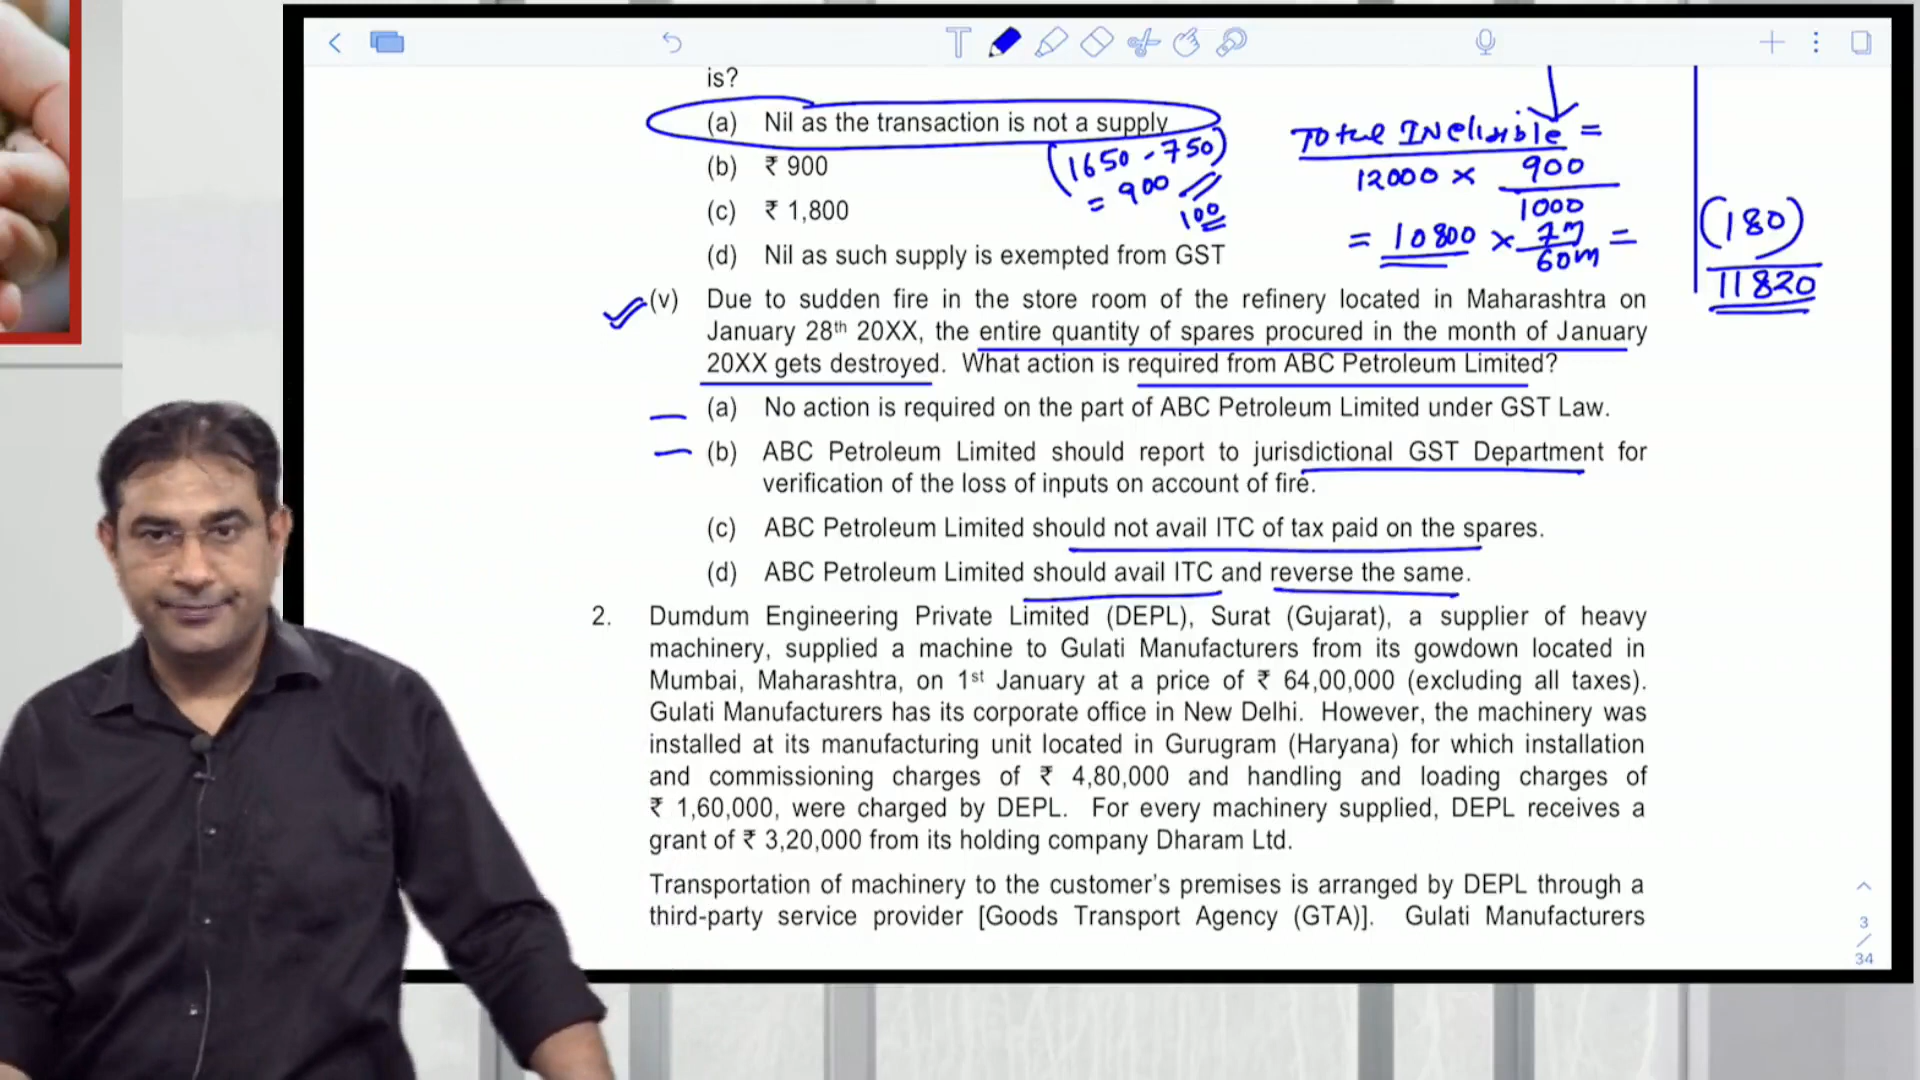 is?
(a) Nil as the transaction is not a supply
(b) ₹ 900
(c) ₹ 1,800
(d) Nil as such supply is exempted from GST
(1650 - 750)
= 900
100
Total Ineligible =
12000 × 900
1000
= 10800 × 7m =
60m
(180)
11820
(v) Due to sudden fire in the store room of the refinery located in Maharashtra on
January 28th 20XX, the entire quantity of spares procured in the month of January
20XX gets destroyed. What action is required from ABC Petroleum Limited?
(a) No action is required on the part of ABC Petroleum Limited under GST Law.
(b) ABC Petroleum Limited should report to jurisdictional GST Department for
verification of the loss of inputs on account of fire.
(c) ABC Petroleum Limited should not avail ITC of tax paid on the spares.
(d) ABC Petroleum Limited should avail ITC and reverse the same.
2. Dumdum Engineering Private Limited (DEPL), Surat (Gujarat), a supplier of heavy
machinery, supplied a machine to Gulati Manufacturers from its gowdown located in
Mumbai, Maharashtra, on 1st January at a price of ₹ 64,00,000 (excluding all taxes).
Gulati Manufacturers has its corporate office in New Delhi. However, the machinery was
installed at its manufacturing unit located in Gurugram (Haryana) for which installation
and commissioning charges of ₹ 4,80,000 and handling and loading charges of
₹ 1,60,000, were charged by DEPL. For every machinery supplied, DEPL receives a
grant of ₹ 3,20,000 from its holding company Dharam Ltd.
Transportation of machinery to the customer's premises is arranged by DEPL through a
third-party service provider [Goods Transport Agency (GTA)]. Gulati Manufacturers
3
/
34